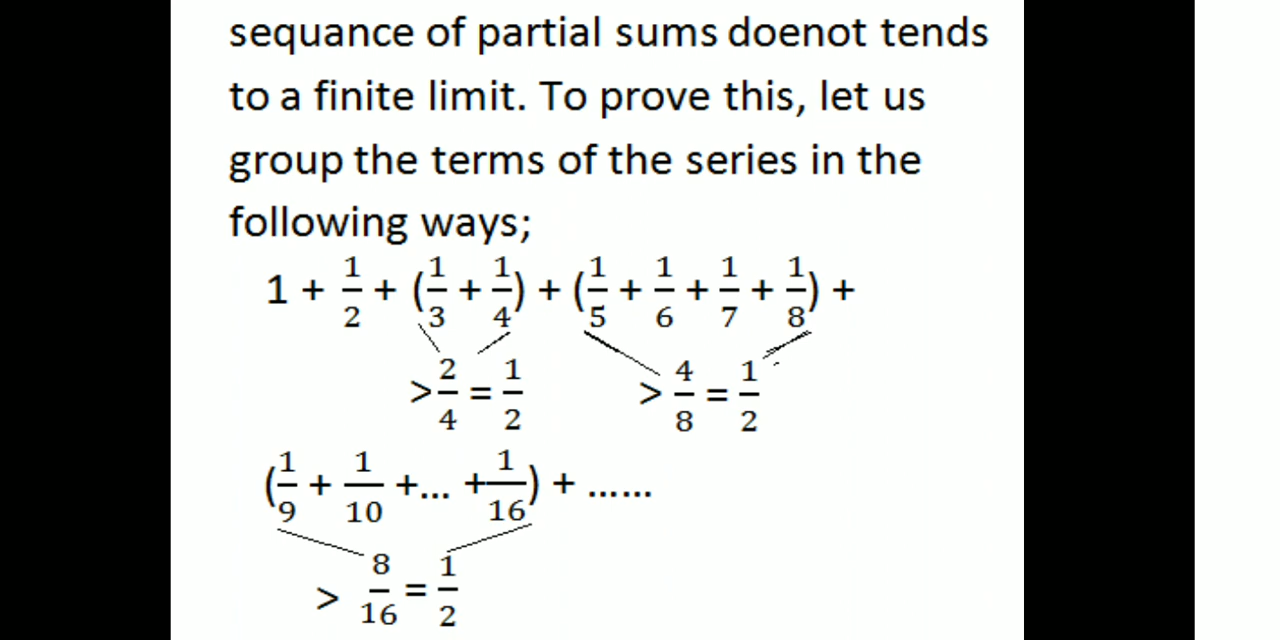 sequance of partial sums doenot tends
to a finite limit. To prove this, let us
group the terms of the series in the
following ways;
1 + 1/2 + (1/3 + 1/4) + (1/5 + 1/6 + 1/7 + 1/8) +
> 2/4 = 1/2 > 4/8 = 1/2
(1/9 + 1/10 +... + 1/16) + ......
> 8/16 = 1/2